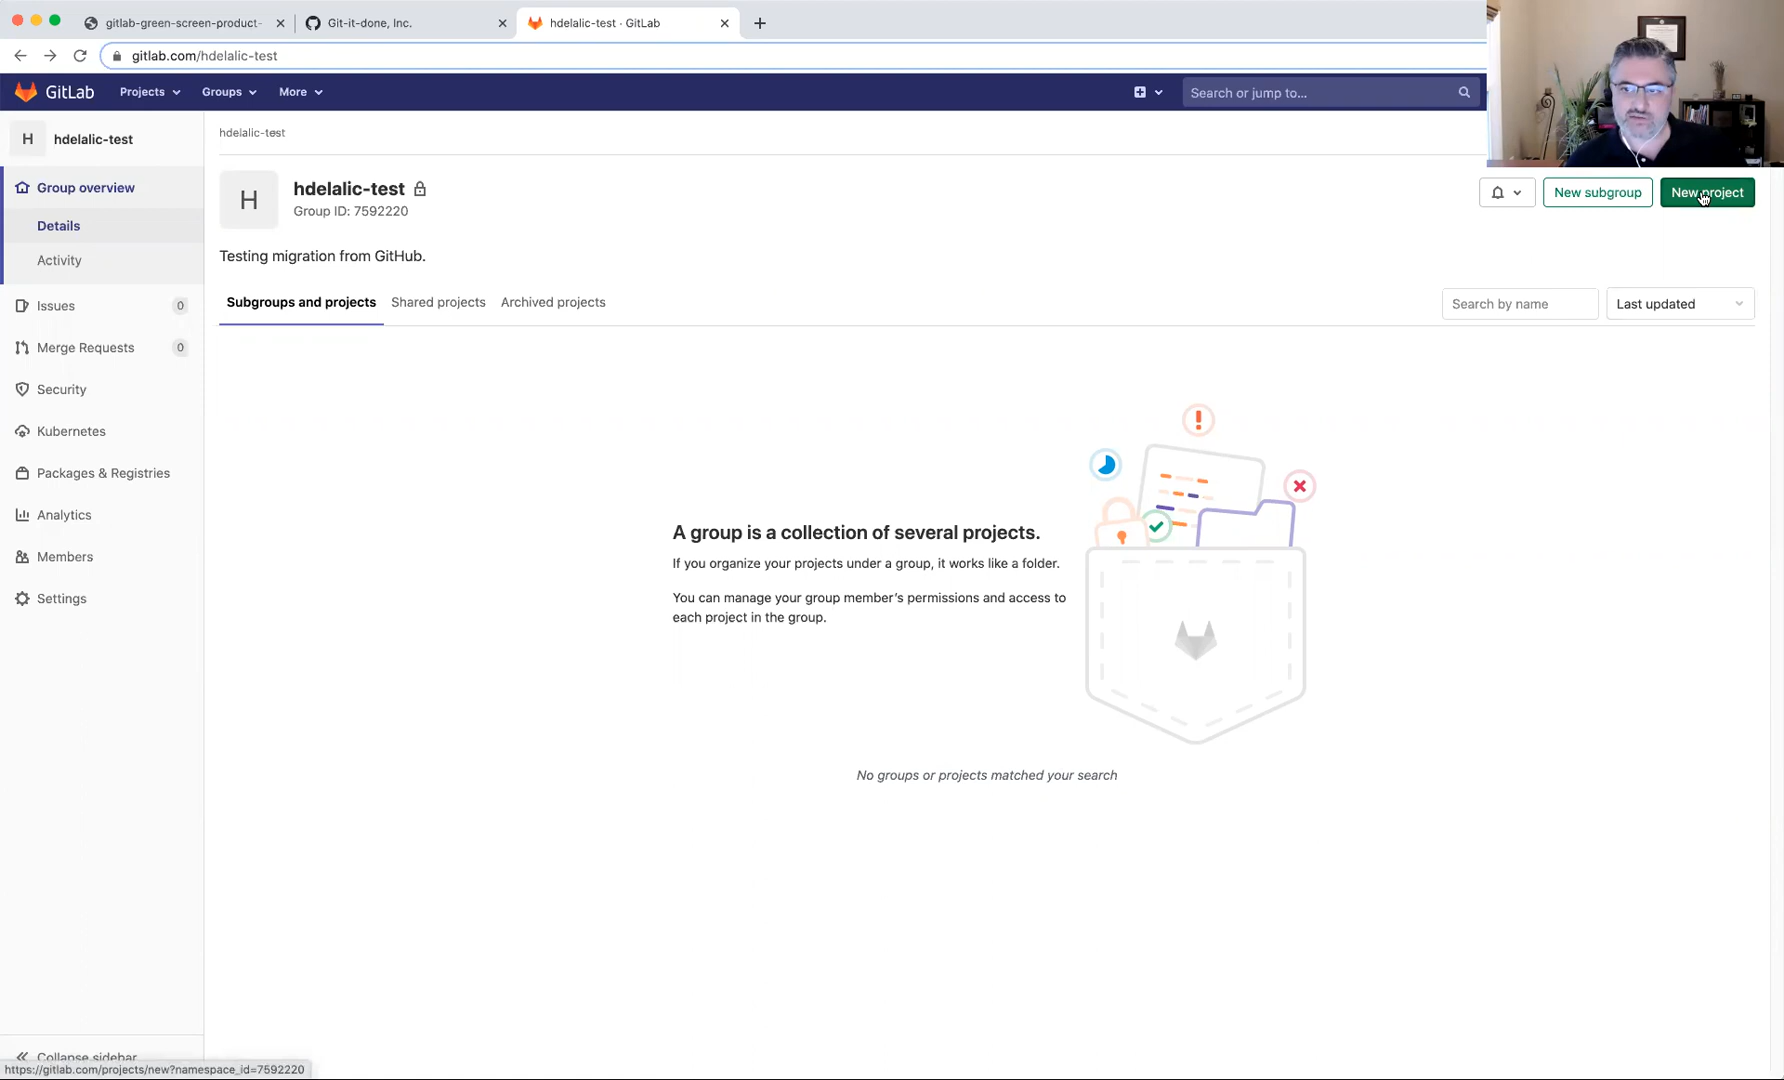 gitlab-green-screen-product-
Git-it-done, Inc.
hdelalic-test · GitLab
gitlab.com/hdelalic-test
GitLab
Projects
Groups
More
Search or jump to...
H
hdelalic-test
hdelalic-test
Group overview
Details
Activity
Issues 0
Merge Requests 0
Security
Kubernetes
Packages & Registries
Analytics
Members
Settings
Collapse sidebar
https://gitlab.com/projects/new?namespace_id=7592220
H
hdelalic-test
Group ID: 7592220
New subgroup
New project
Testing migration from GitHub.
Subgroups and projects
Shared projects
Archived projects
Search by name
Last updated
A group is a collection of several projects.
If you organize your projects under a group, it works like a folder.
You can manage your group member’s permissions and access to
each project in the group.
No groups or projects matched your search